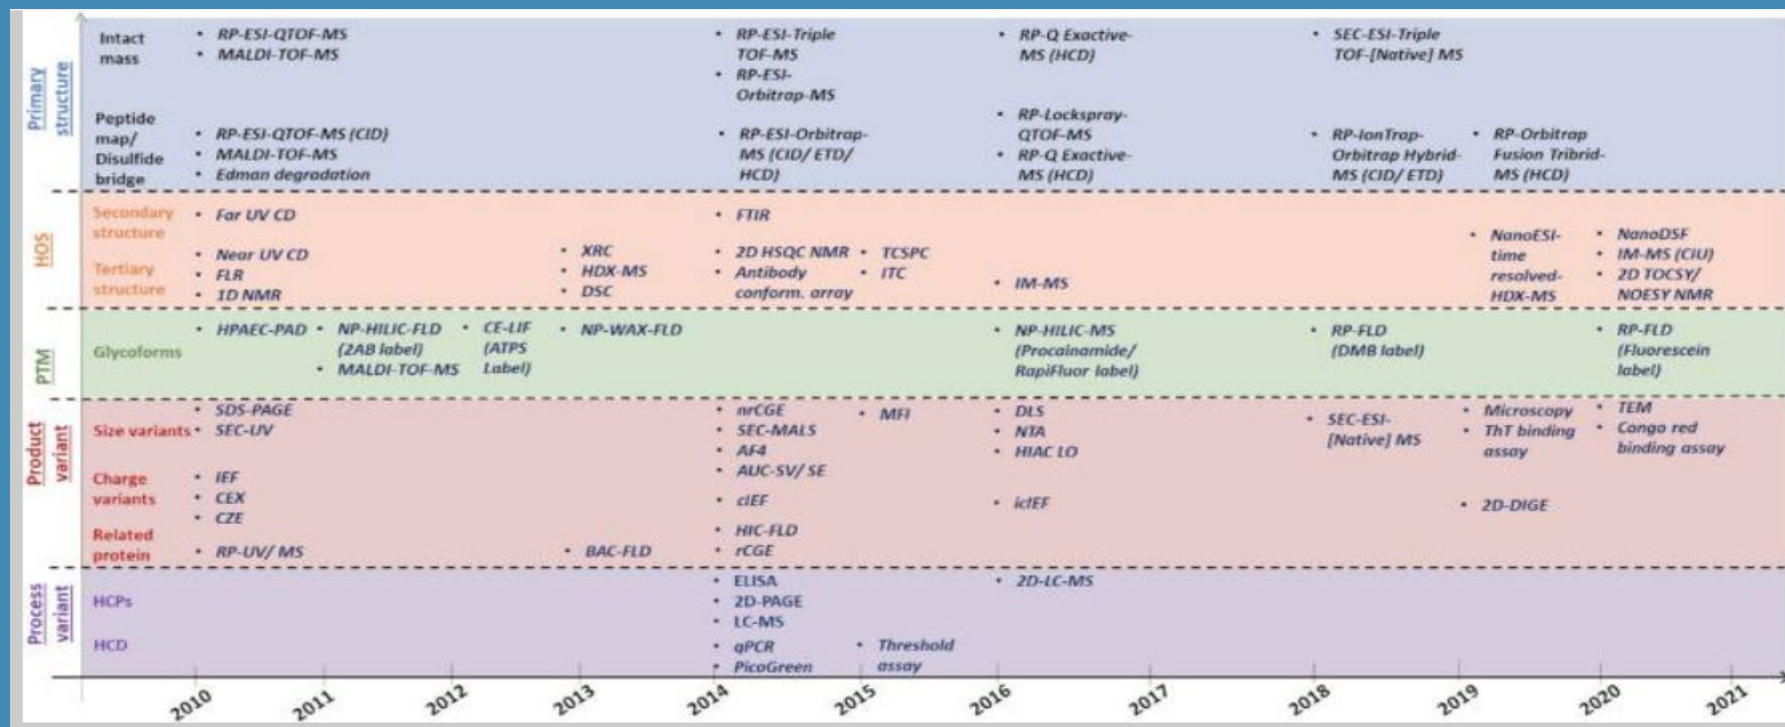 Primary
structure
Intact
mass
• RP-ESI-QTOF-MS
• MALDI-TOF-MS
• RP-ESI-Triple
TOF-MS
• RP-ESI-
Orbitrap-MS
• RP-Q Exactive-
MS (HCD)
• SEC-ESI-Triple
TOF-[Native] MS
Peptide
map/
Disulfide
bridge
• RP-ESI-QTOF-MS (CID)
• MALDI-TOF-MS
• Edman degradation
• RP-ESI-Orbitrap-
MS (CID/ ETD/
HCD)
• RP-Lockspray-
QTOF-MS
• RP-Q Exactive-
MS (HCD)
• RP-IonTrap-
Orbitrap Hybrid-
MS (CID/ ETD)
• RP-Orbitrap
Fusion Tribrid-
MS (HCD)
HOS
Secondary
structure
• Far UV CD
• FTIR
Tertiary
structure
• Near UV CD
• FLR
• 1D NMR
• XRC
• HDX-MS
• DSC
• 2D HSQC NMR
• Antibody
conform. array
• TCSPC
• ITC
• IM-MS
• NanoESI-
time
resolved-
HDX-MS
• NanoDSF
• IM-MS (CIU)
• 2D TOCSY/
NOESY NMR
PTM
Glycoforms
• HPAEC-PAD
• NP-HILIC-FLD
(2AB label)
• MALDI-TOF-MS
• CE-LIF
(ATPS
Label)
• NP-WAX-FLD
• NP-HILIC-MS
(Procainamide/
RapiFluor label)
• RP-FLD
(DMB label)
• RP-FLD
(Fluorescein
label)
Product
variant
Size variants
• SDS-PAGE
• SEC-UV
• nrCGE
• SEC-MALS
• AF4
• AUC-SV/ SE
• MFI
• DLS
• NTA
• HIAC LO
• SEC-ESI-
[Native] MS
• Microscopy
• ThT binding
assay
• TEM
• Congo red
binding assay
Charge
variants
• IEF
• CEX
• CZE
• cIEF
• icIEF
• 2D-DIGE
Related
protein
• RP-UV/ MS
• BAC-FLD
• HIC-FLD
• rCGE
Process
variant
HCPs
• ELISA
• 2D-PAGE
• LC-MS
• 2D-LC-MS
HCD
• qPCR
• PicoGreen
• Threshold
assay
2010 2011 2012 2013 2014 2015 2016 2017 2018 2019 2020 2021